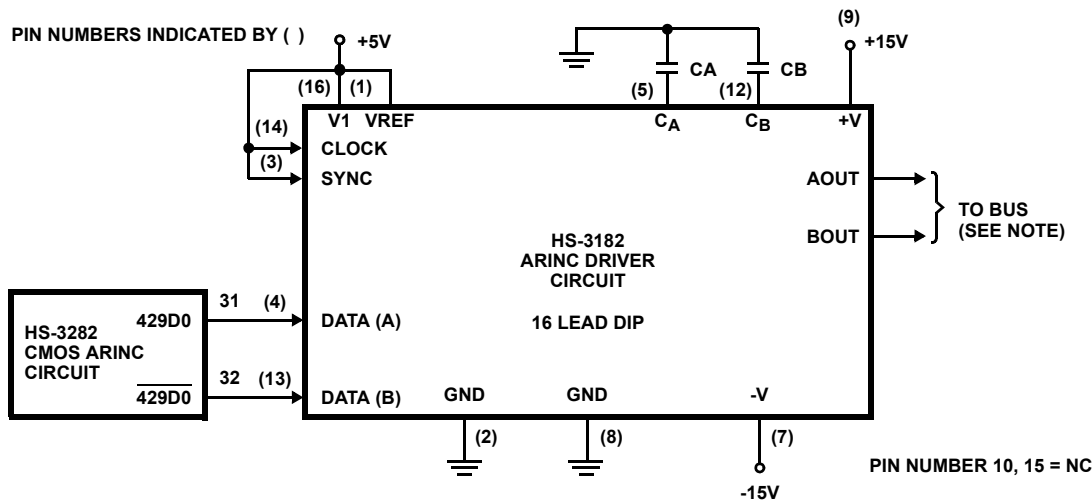 PIN NUMBERS INDICATED BY ( )
+5V
(9)
+15V
(16) (1)
(5) CA (12) CB
V1 VREF
CA CB +V
(14)
CLOCK
(3)
SYNC
AOUT
BOUT
TO BUS
(SEE NOTE)
HS-3182
ARINC DRIVER
CIRCUIT
16 LEAD DIP
HS-3282
CMOS ARINC
CIRCUIT
429D0
31 (4)
DATA (A)
429D0
32 (13)
DATA (B)
GND GND -V
(2) (8) (7)
-15V
PIN NUMBER 10, 15 = NC